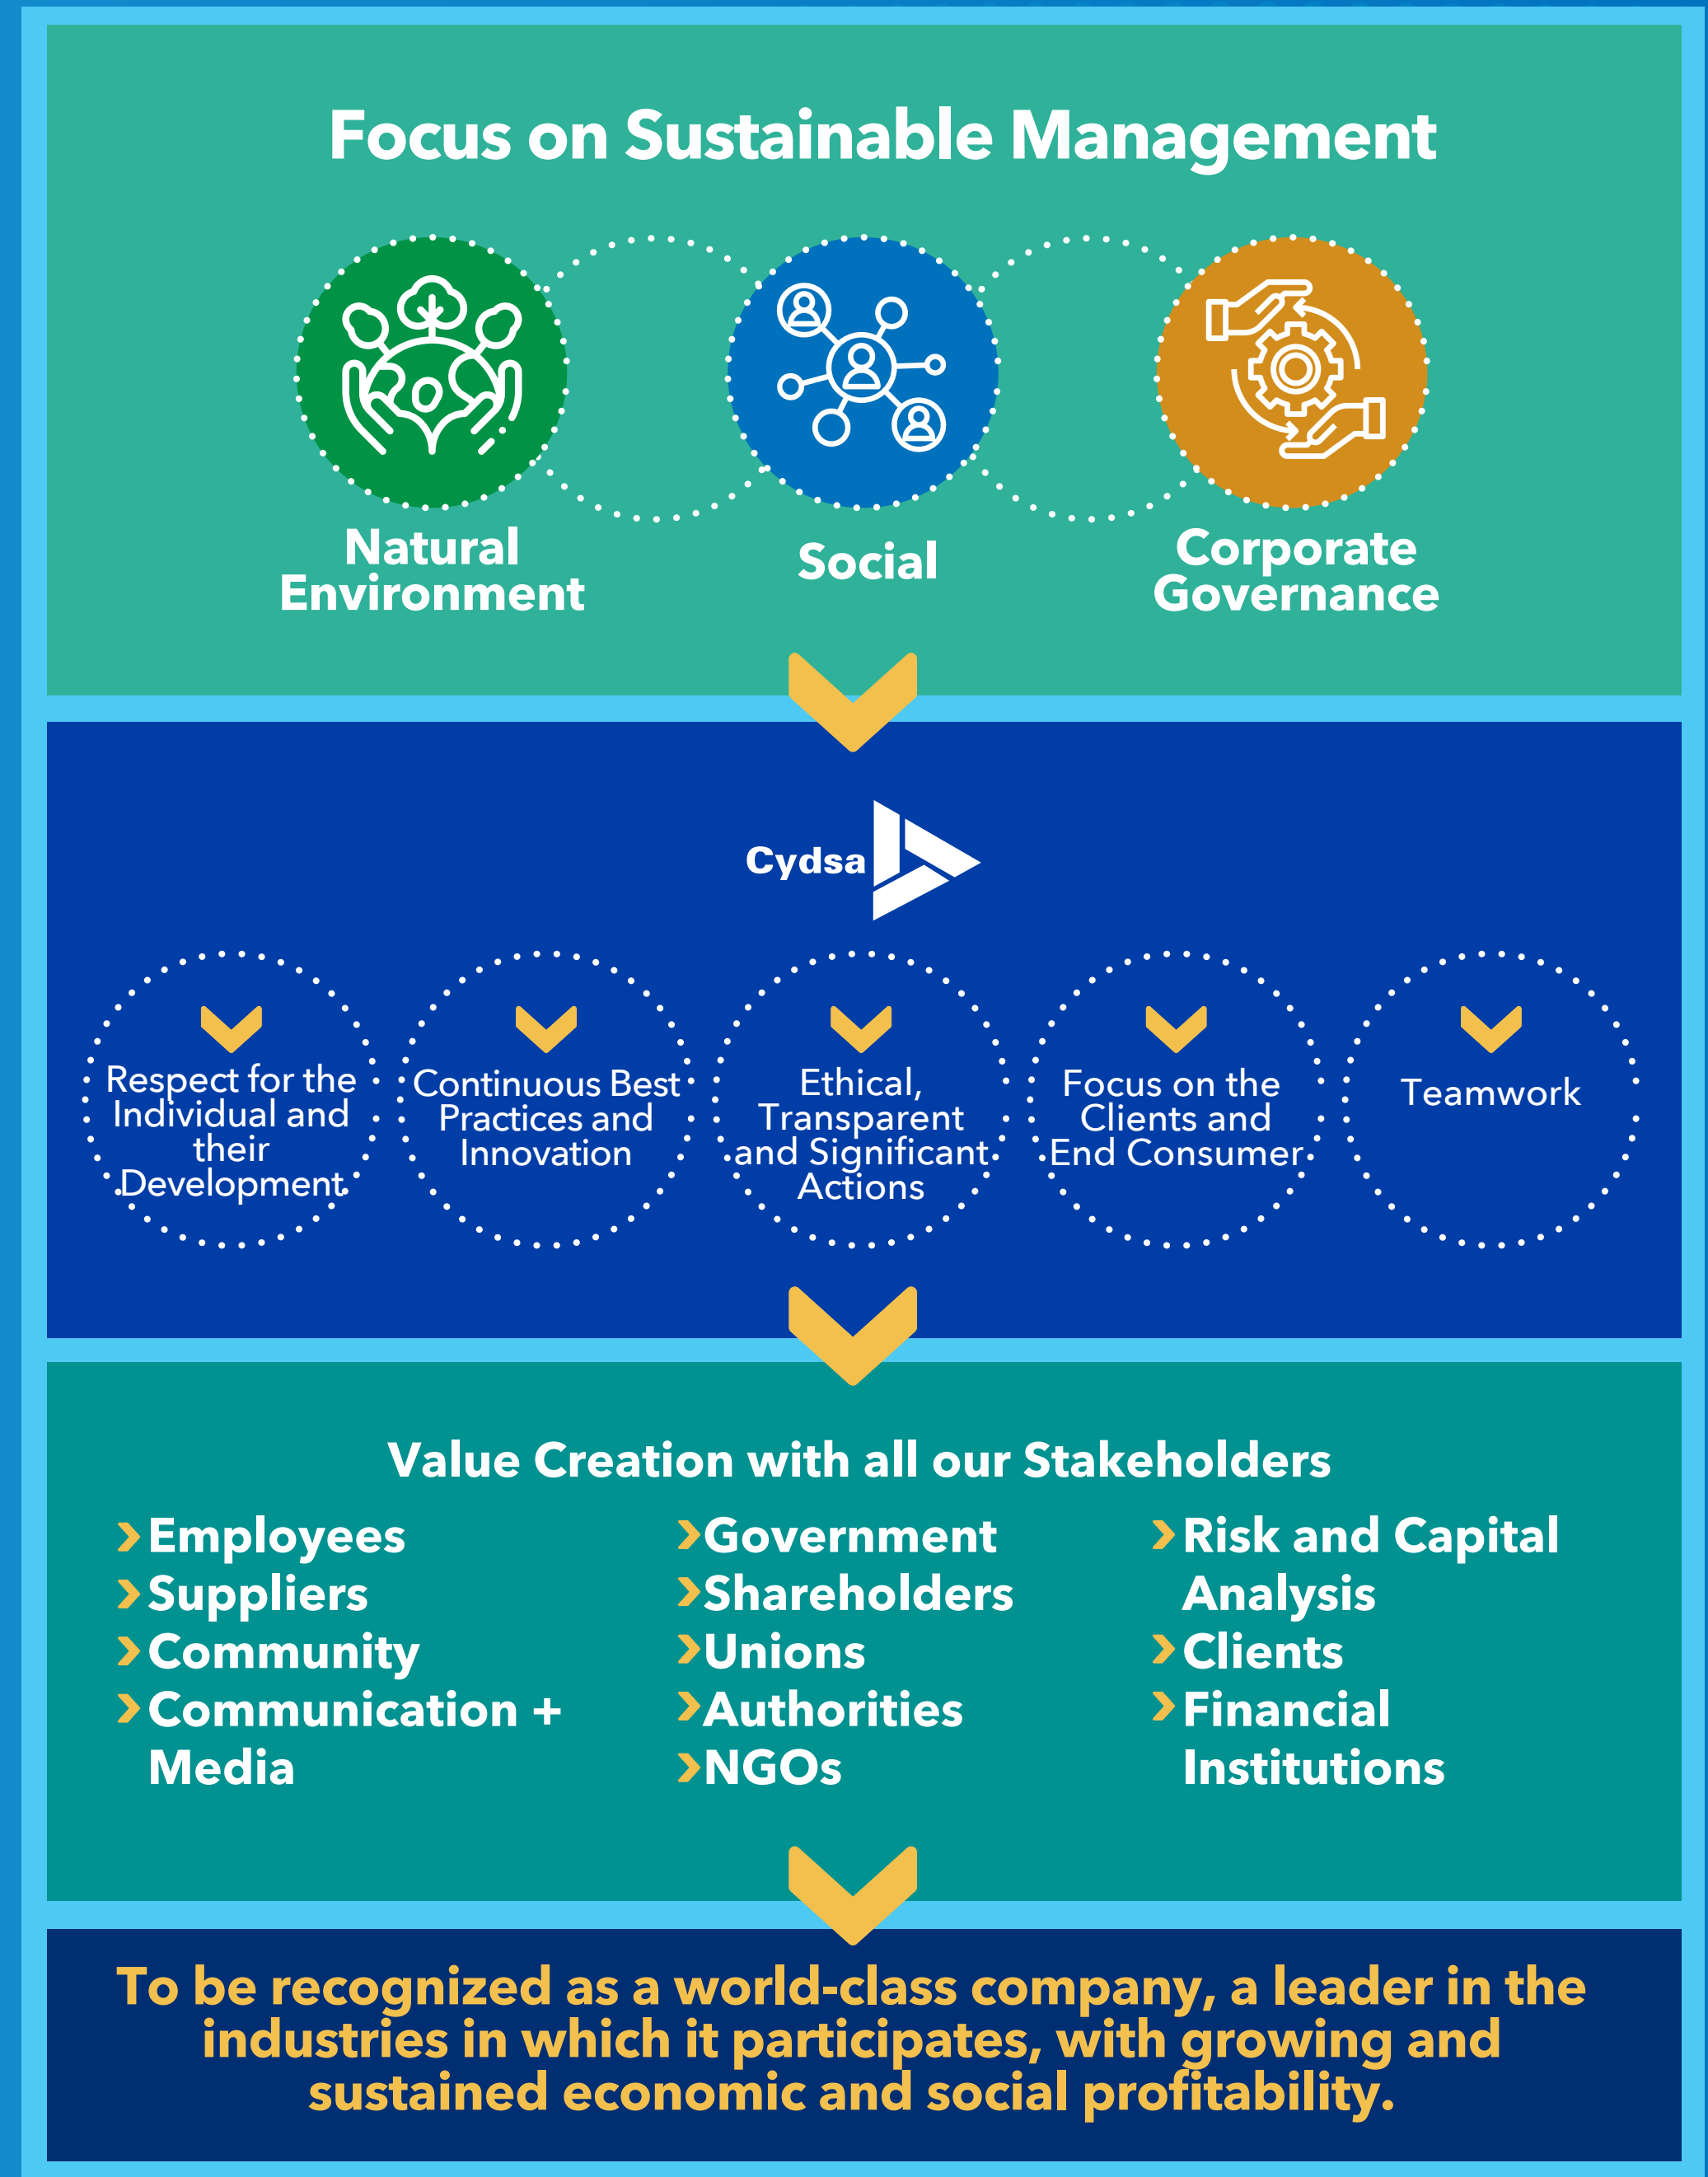 Focus on Sustainable Management
Natural
Environment
Social
Corporate
Governance
Cydsa
Respect for the
Individual and
their
Development
Continuous Best
Practices and
Innovation
Ethical,
Transparent
and Significant
Actions
Focus on the
Clients and
End Consumer
Teamwork
Value Creation with all our Stakeholders
Employees
Suppliers
Community
Communication +
Media
Government
Shareholders
Unions
Authorities
NGOs
Risk and Capital
Analysis
Clients
Financial
Institutions
To be recognized as a world-class company, a leader in the
industries in which it participates, with growing and
sustained economic and social profitability.